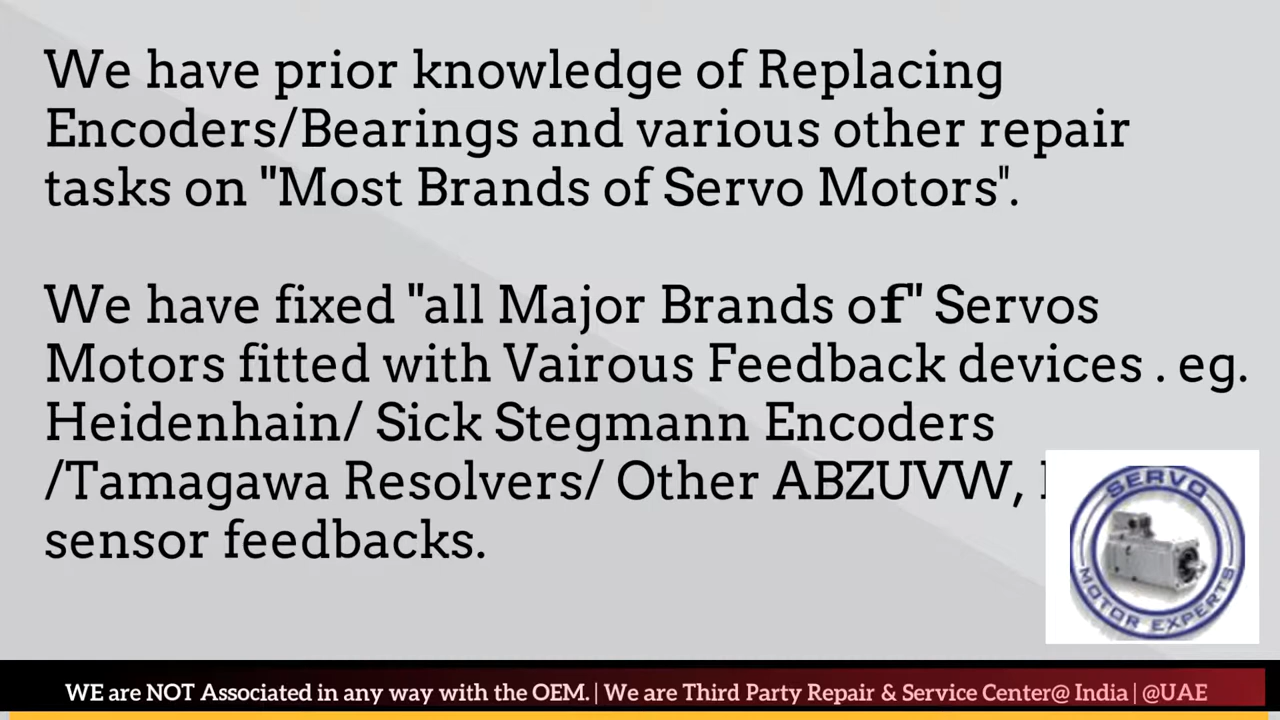 We have prior knowledge of Replacing
Encoders/Bearings and various other repair
tasks on "Most Brands of Servo Motors".
We have fixed "all Major Brands of" Servos
Motors fitted with Vairous Feedback devices . eg.
Heidenhain/ Sick Stegmann Encoders
/Tamagawa Resolvers/ Other ABZUVW,
sensor feedbacks.
SERVO
MOTOR EXPERTS
WE are NOT Associated in any way with the OEM. | We are Third Party Repair & Service Center@ India | @UAE